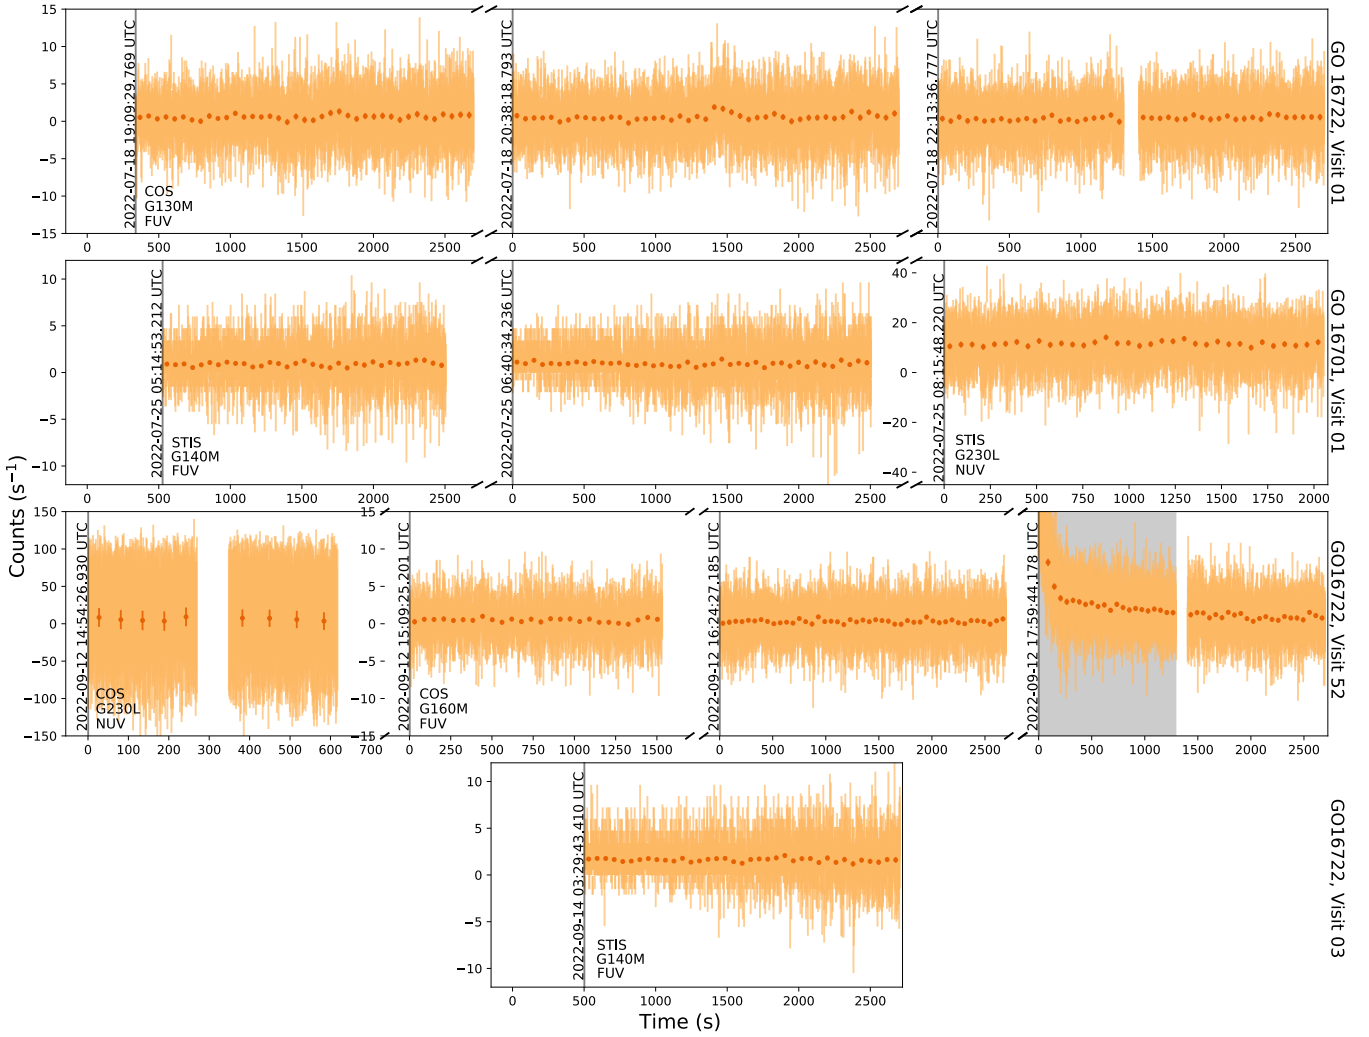 15
10
5
0
−5
−10
−15
2022-07-18 19:09:29.769 UTC
COS
G130M
FUV
2022-07-18 20:38:18.793 UTC
2022-07-18 22:13:36.777 UTC
GO 16722, Visit 01
0 500 1000 1500 2000 2500
0 500 1000 1500 2000 2500
0 500 1000 1500 2000 2500
10
5
0
−5
−10
2022-07-25 05:14:53.212 UTC
STIS
G140M
FUV
2022-07-25 06:40:34.236 UTC
40
20
0
−20
−40
2022-07-25 08:15:48.220 UTC
STIS
G230L
NUV
GO 16701, Visit 01
0 500 1000 1500 2000 2500
0 500 1000 1500 2000 2500
0 250 500 750 1000 1250 1500 1750 2000
Counts (s⁻¹)
150
100
50
0
−50
−100
−150
2022-09-12 14:54:26.930 UTC
COS
G230L
NUV
15
10
5
0
−5
−10
−15
2022-09-12 15:09:25.201 UTC
COS
G160M
FUV
2022-09-12 16:24:27.185 UTC
2022-09-12 17:59:44.178 UTC
GO16722, Visit 52
0 100 200 300 400 500 600 700
0 250 500 750 1000 1250 1500
0 500 1000 1500 2000 2500
0 500 1000 1500 2000 2500
10
5
0
−5
−10
2022-09-14 03:29:43.410 UTC
STIS
G140M
FUV
GO16722, Visit 03
0 500 1000 1500 2000 2500
Time (s)